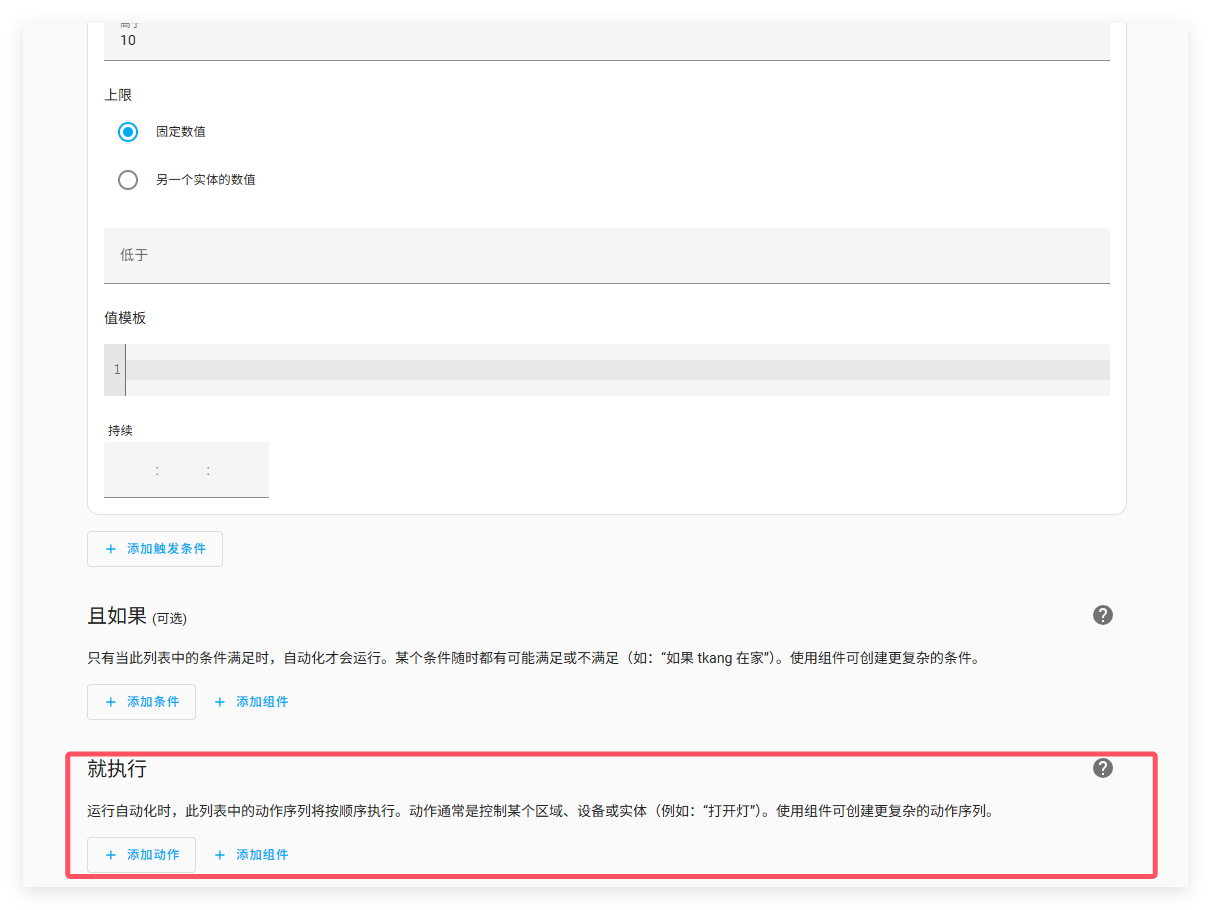 高于
10
上限
固定数值
另一个实体的数值
低于
值模板
1
持续
: :
+ 添加触发条件
且如果 (可选)
只有当此列表中的条件满足时，自动化才会运行。某个条件随时都有可能满足或不满足（如：“如果 tkang 在家”）。使用组件可创建更复杂的条件。
+ 添加条件 + 添加组件
就执行
运行自动化时，此列表中的动作序列将按顺序执行。动作通常是控制某个区域、设备或实体（例如：“打开灯”）。使用组件可创建更复杂的动作序列。
+ 添加动作 + 添加组件